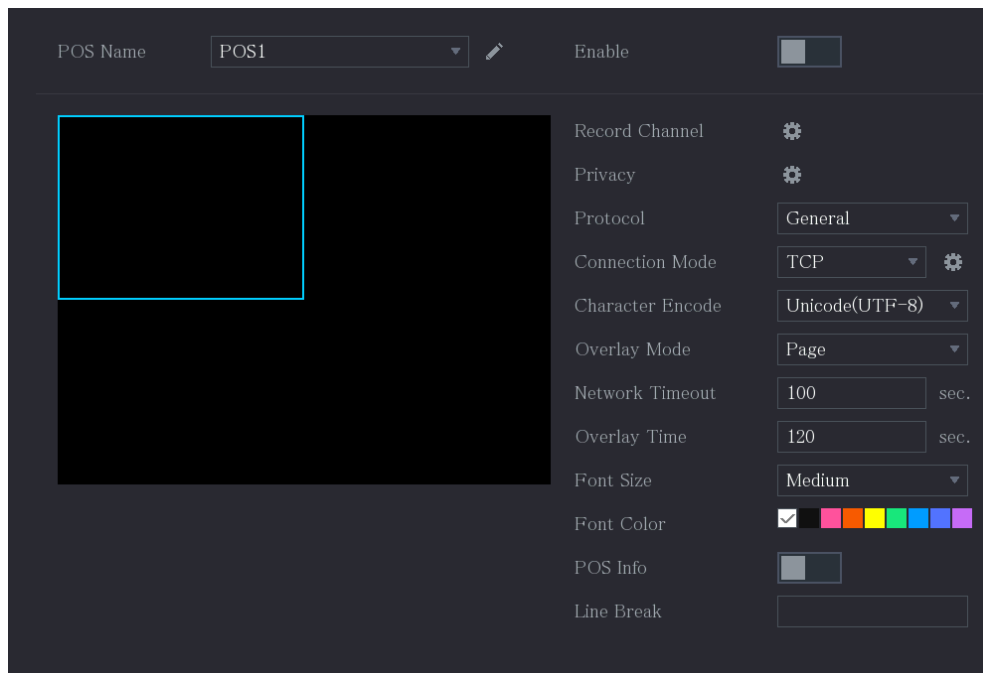 POS Name POS1 Enable
Record Channel
Privacy
Protocol General
Connection Mode TCP
Character Encode Unicode(UTF-8)
Overlay Mode Page
Network Timeout 100 sec.
Overlay Time 120 sec.
Font Size Medium
Font Color
POS Info
Line Break